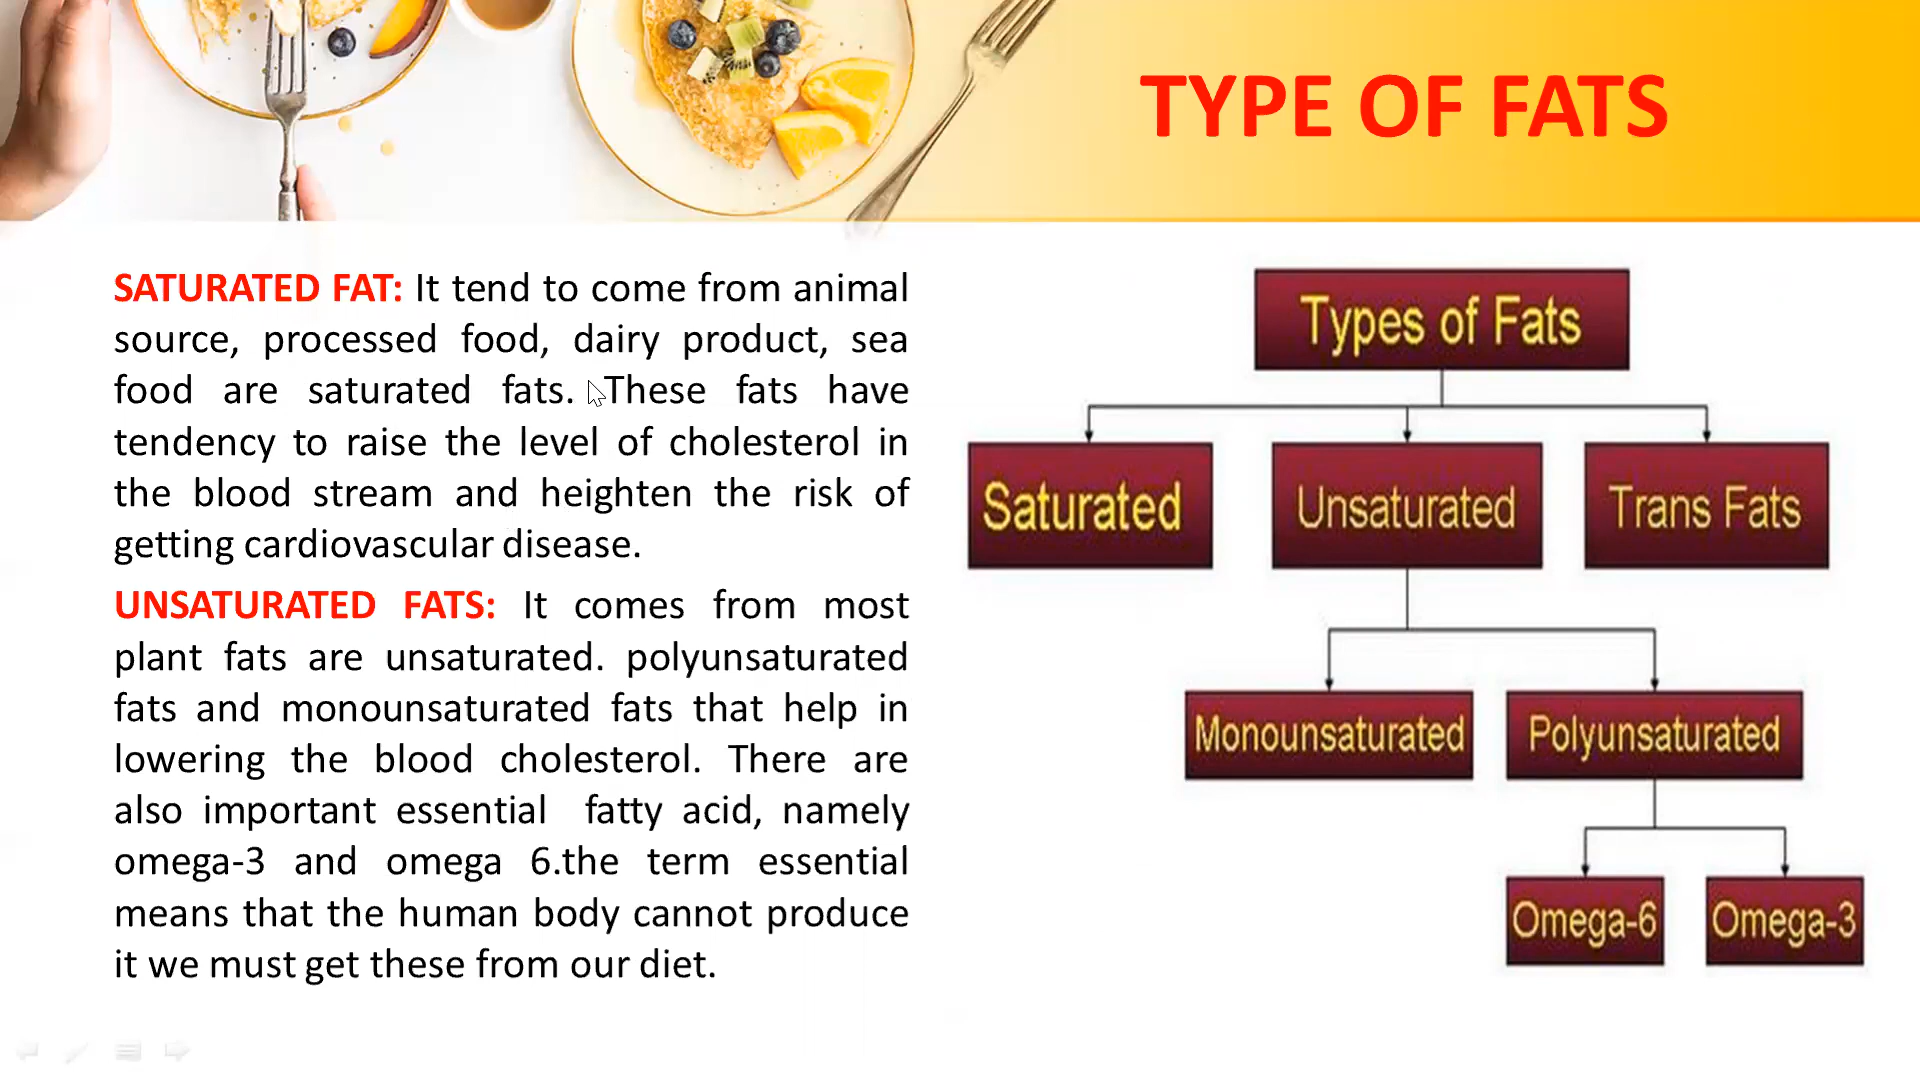 TYPE OF FATS
SATURATED FAT: It tend to come from animal
source, processed food, dairy product, sea
food are saturated fats. These fats have
tendency to raise the level of cholesterol in
the blood stream and heighten the risk of
getting cardiovascular disease.
UNSATURATED FATS: It comes from most
plant fats are unsaturated. polyunsaturated
fats and monounsaturated fats that help in
lowering the blood cholesterol. There are
also important essential fatty acid, namely
omega-3 and omega 6.the term essential
means that the human body cannot produce
it we must get these from our diet.
Types of Fats
Saturated
Unsaturated
Trans Fats
Monounsaturated
Polyunsaturated
Omega-6
Omega-3